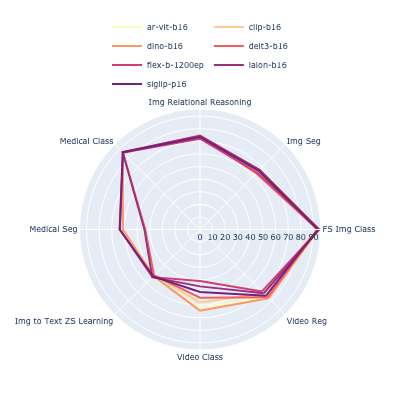 ar-vit-b16 clip-b16
dino-b16 deit3-b16
flex-b-1200ep laion-b16
siglip-p16
Img Relational Reasoning
Medical Class Img Seg
Medical Seg 0 10 20 30 40 50 60 70 80 90 FS Img Class
Img to Text ZS Learning Video Reg
Video Class